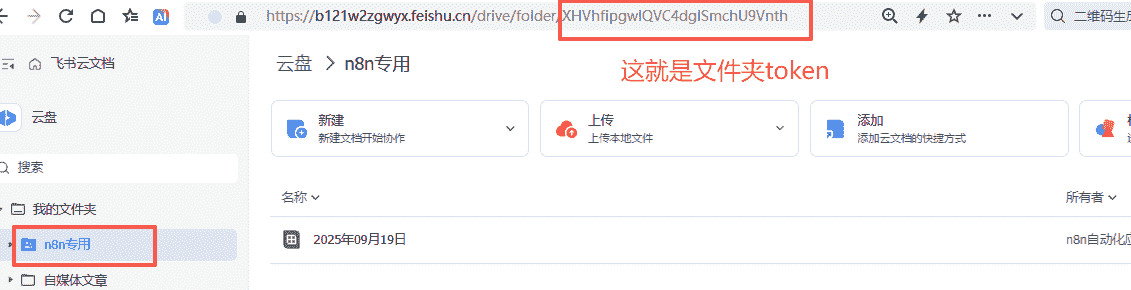 https://b121w2zgwyx.feishu.cn/drive/folder/XHVhfipgwlQVC4dgISmchU9Vnth
二维码生成
飞书云文档
云盘
搜索
我的文件夹
n8n专用
自媒体文章
云盘 > n8n专用
这就是文件夹token
新建
新建文档开始协作
上传
上传本地文件
添加
添加云文档的快捷方式
名称
所有者
2025年09月19日
n8n自动化应